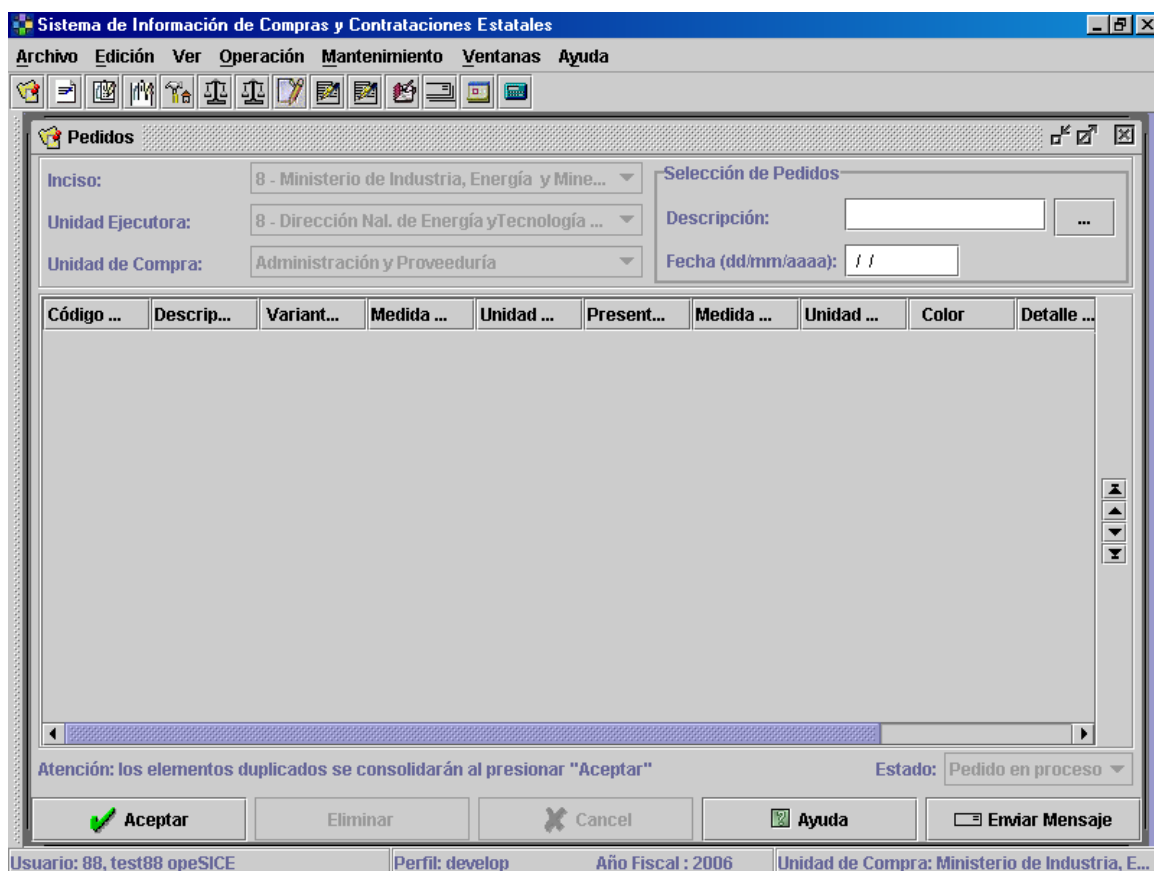 Sistema de Información de Compras y Contrataciones Estatales
Archivo Edición Ver Operación Mantenimiento Ventanas Ayuda
Pedidos
Inciso: 8 - Ministerio de Industria, Energía y Mine...
Unidad Ejecutora: 8 - Dirección Nal. de Energía yTecnología ...
Unidad de Compra: Administración y Proveeduría
Selección de Pedidos
Descripción: ...
Fecha (dd/mm/aaaa): / /
Código ... Descrip... Variant... Medida ... Unidad ... Present... Medida ... Unidad ... Color Detalle ...
Atención: los elementos duplicados se consolidarán al presionar "Aceptar" Estado: Pedido en proceso
Aceptar Eliminar Cancel Ayuda Enviar Mensaje
Usuario: 88, test88 opeSICE Perfil: develop Año Fiscal : 2006 Unidad de Compra: Ministerio de Industria, E...